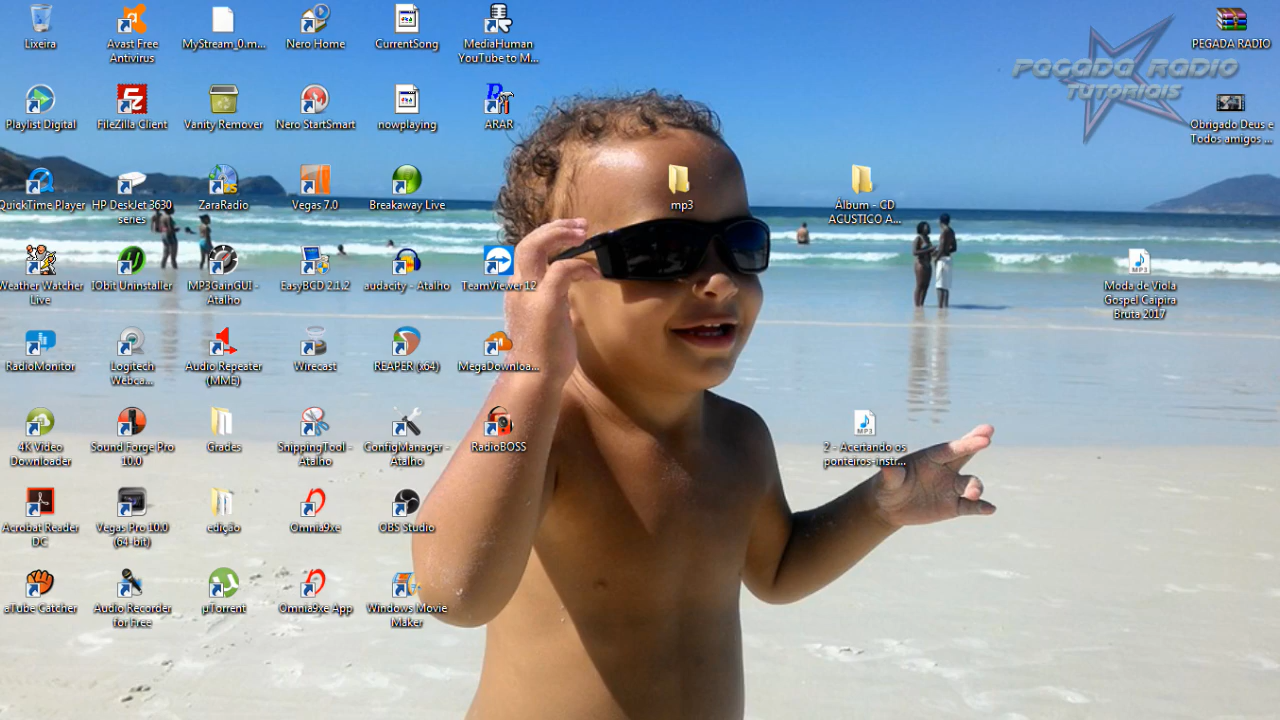 Lixeira
Avast Free
Antivirus
MyStream_0.m...
Nero Home
CurrentSong
MediaHuman
YouTube to M...
PEGADA RADIO
PEGADA RADIO
TUTORIAIS
Playlist Digital
FileZilla Client
Vanity Remover
Nero StartSmart
nowplaying
ARAR
Obrigado Deus e
Todos amigos ...
QuickTime Player
HP DeskJet 3630
series
ZaraRadio
Vegas 7.0
Breakaway Live
mp3
Álbum - CD
ACUSTICO A...
Weather Watcher
Live
IObit Uninstaller
MP3GainGUI -
Atalho
EasyBCD 2.1.2
audacity - Atalho
TeamViewer 12
Moda de Viola
Gospel Caipira
Bruta 2017
MP3
RadioMonitor
Logitech
Webca...
Audio Repeater
(MME)
Wirecast
REAPER (x64)
MegaDownloa...
4K Video
Downloader
Sound Forge Pro
10.0
Grades
SnippingTool -
Atalho
ConfigManager -
Atalho
RadioBOSS
2 - Acertando os
ponteiros-instr...
MP3
Acrobat Reader
DC
Vegas Pro 10.0
(64-bit)
edição
Omnia9xe
OBS Studio
aTube Catcher
Audio Recorder
for Free
µTorrent
Omnia9xe App
Windows Movie
Maker